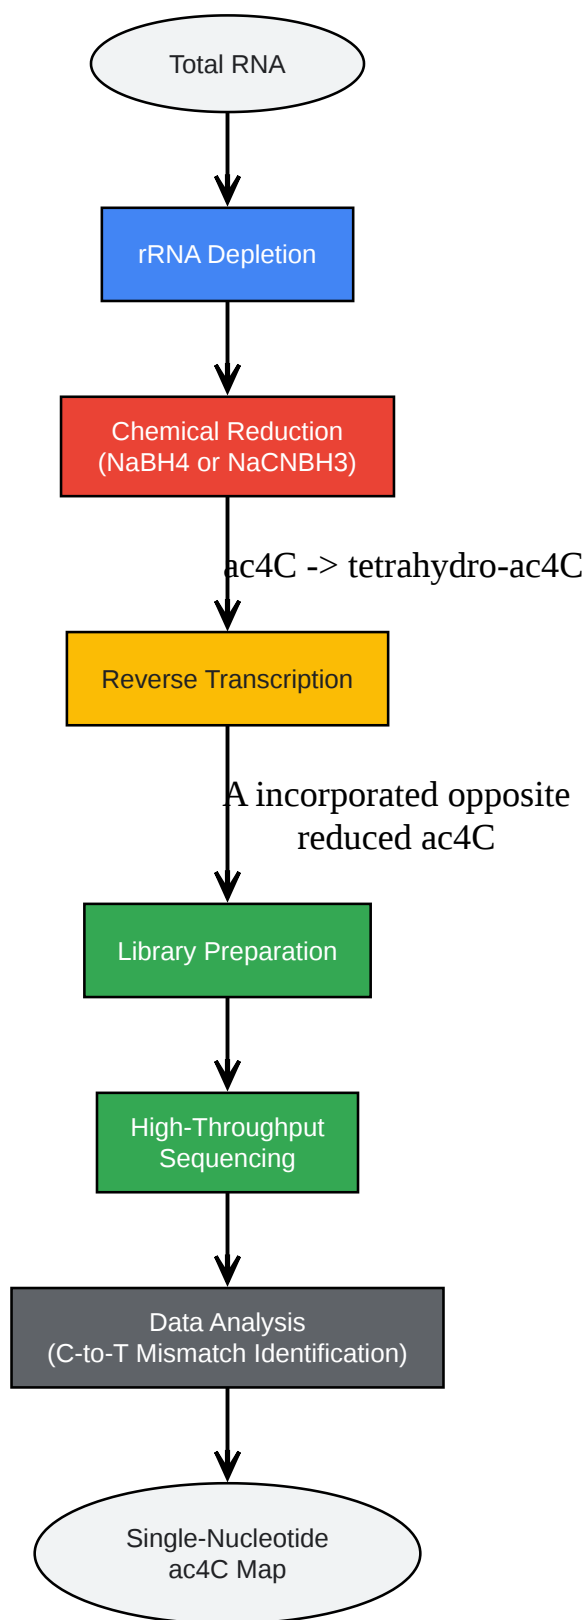 Total RNA
rRNA Depletion
Chemical Reduction
(NaBH4 or NaCNBH3)
ac4C -> tetrahydro-ac4C
Reverse Transcription
A incorporated opposite
reduced ac4C
Library Preparation
High-Throughput
Sequencing
Data Analysis
(C-to-T Mismatch Identification)
Single-Nucleotide
ac4C Map